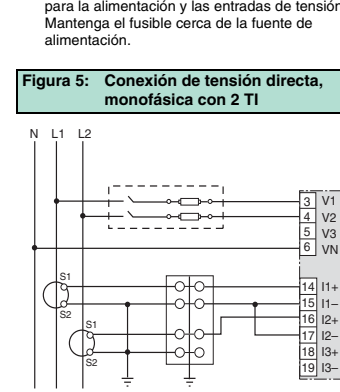 para la alimentación y las entradas de tensión
Mantenga el fusible cerca de la fuente de
alimentación.
Figura 5: Conexión de tensión directa,
monofásica con 2 TI
N L1 L2
3 V1
4 V2
5 V3
6 VN
S1
S2
S1
S2
14 I1+
15 I1–
16 I2+
17 I2–
18 I3+
19 I3–